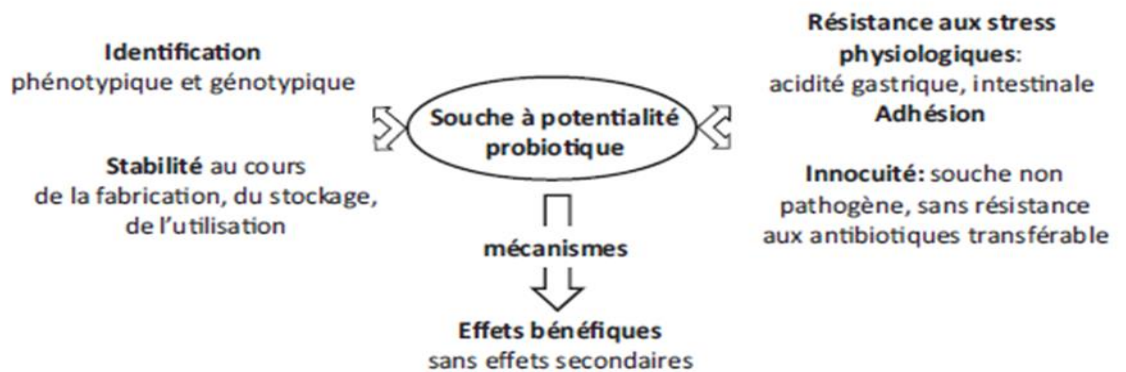 Identification
phénotypique et génotypique
Stabilité au cours
de la fabrication, du stockage,
de l'utilisation
Souche à potentialité
probiotique
mécanismes
Effets bénéfiques
sans effets secondaires
Résistance aux stress
physiologiques:
acidité gastrique, intestinale
Adhésion
Innocuité: souche non
pathogène, sans résistance
aux antibiotiques transférable